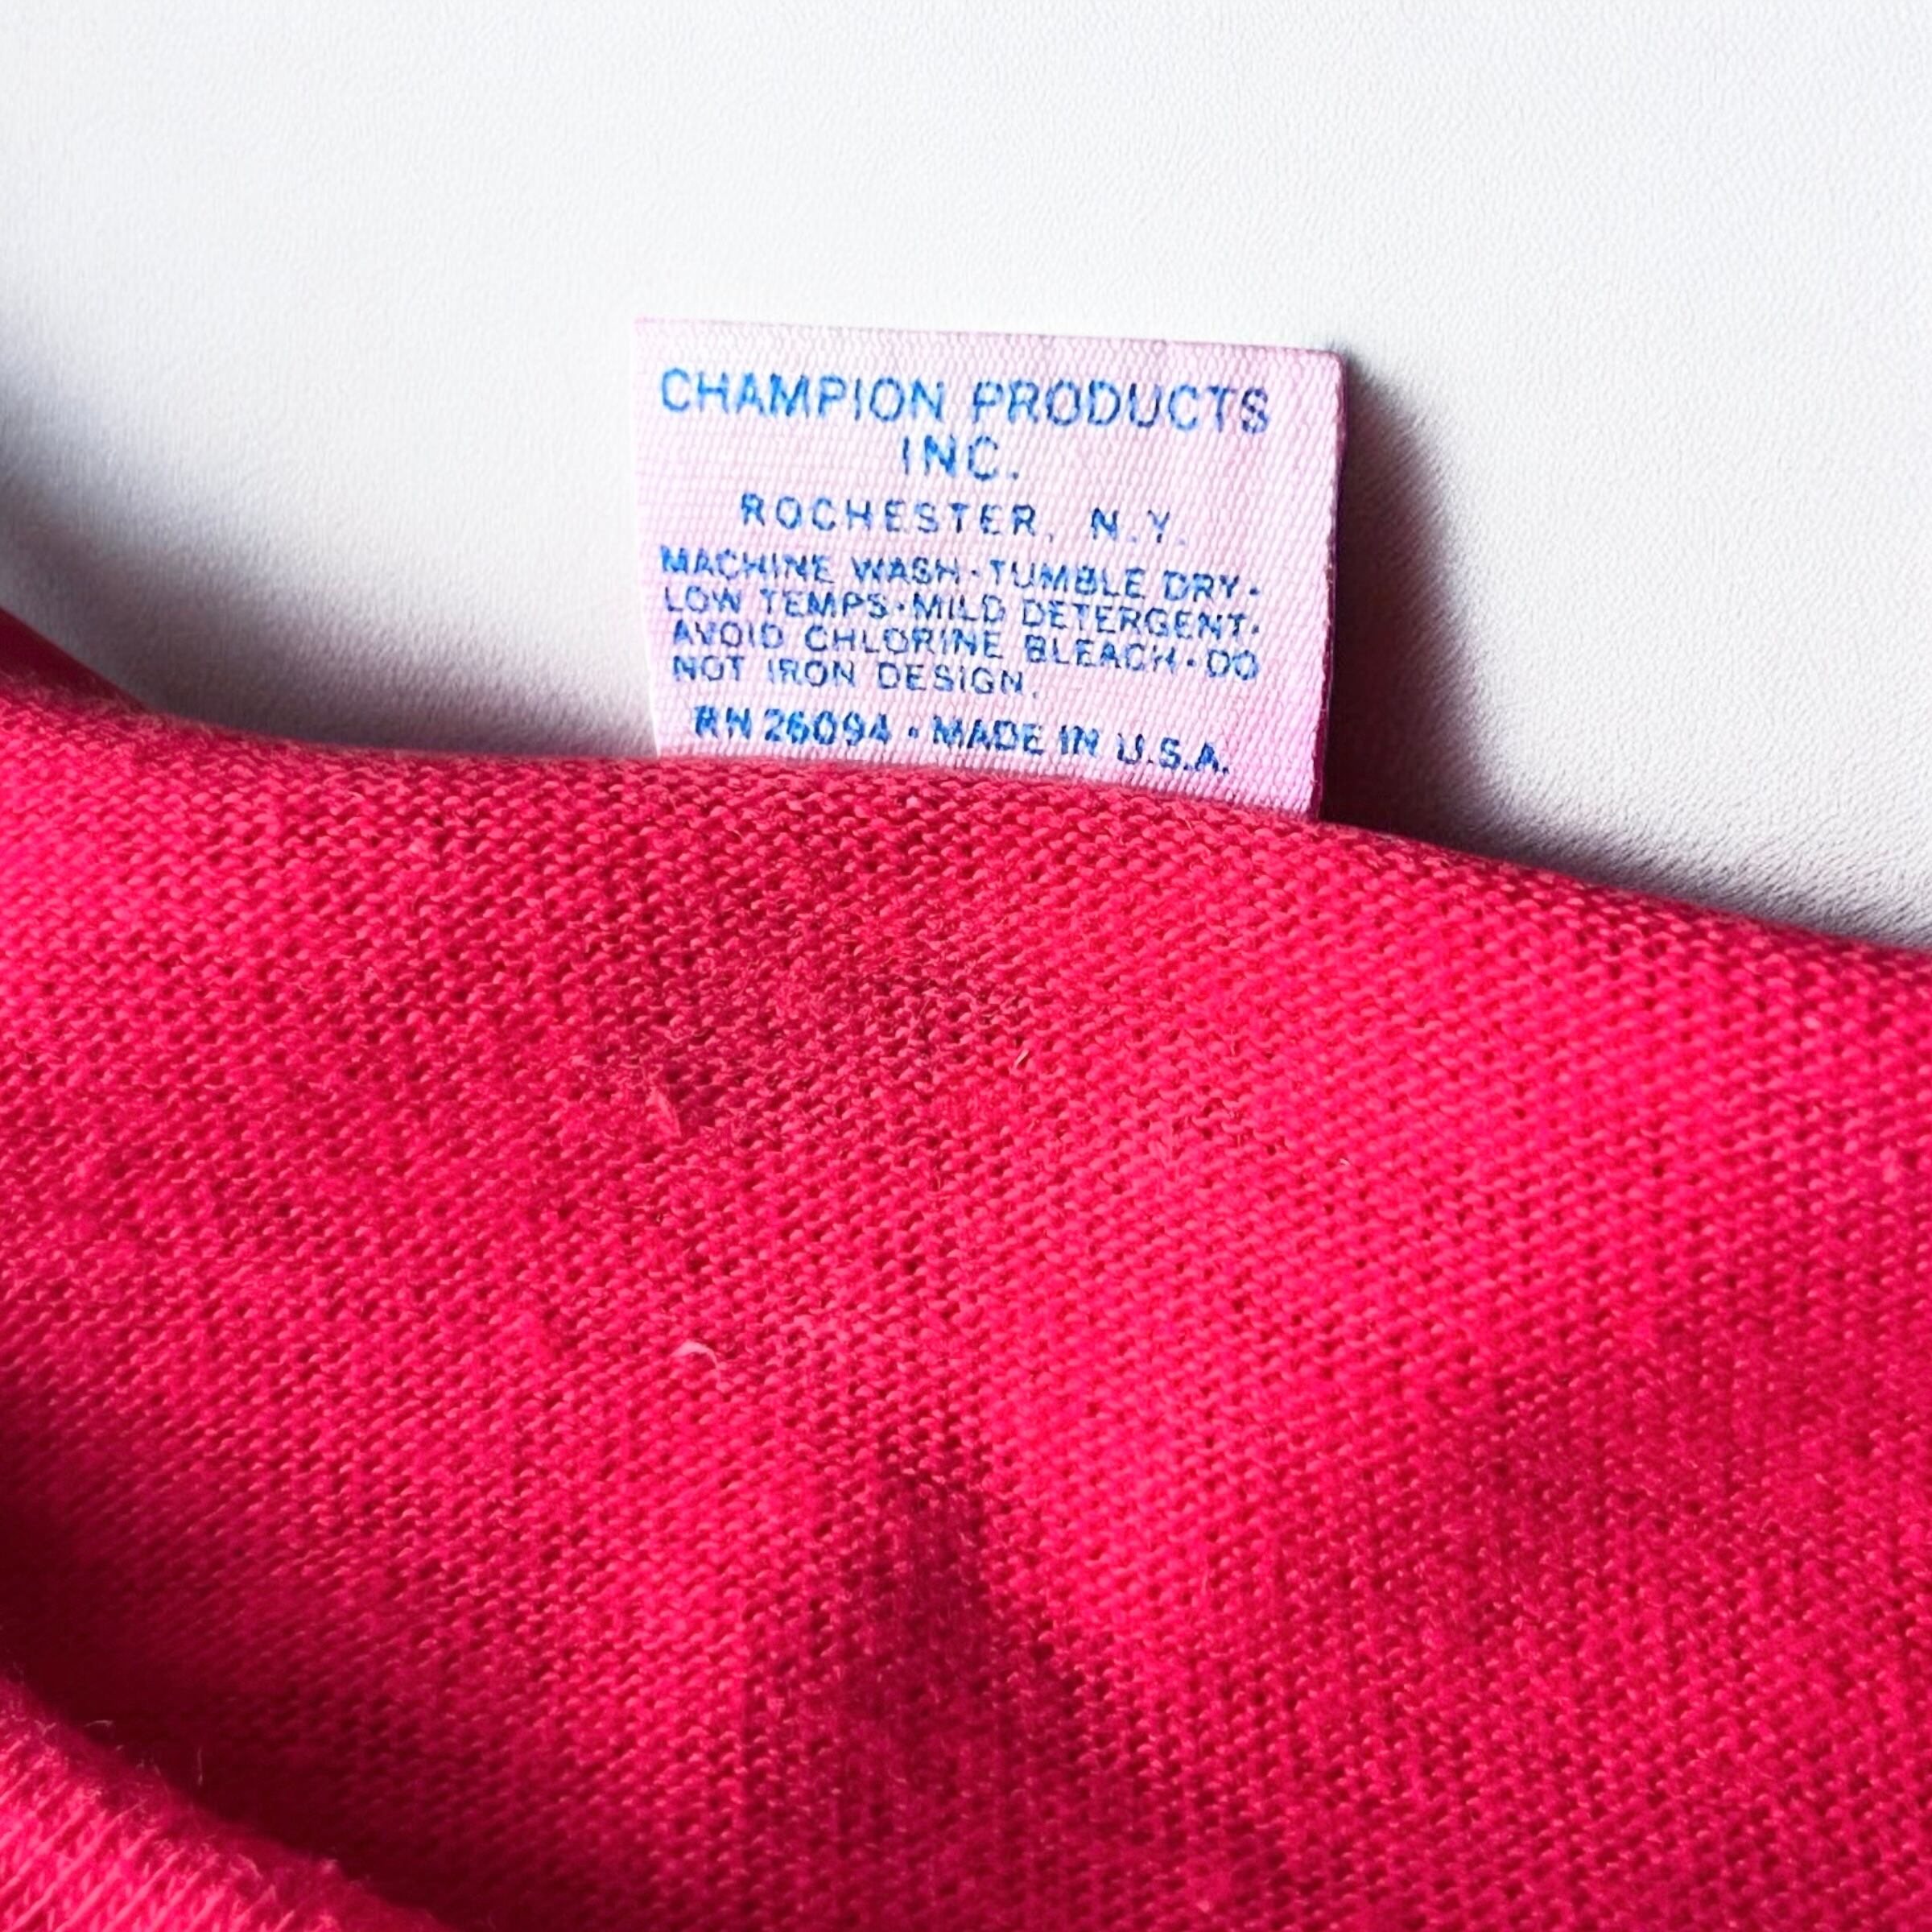 CHAMPION PRODUCTS
INC.
ROCHESTER, N.Y.
MACHINE WASH·TUMBLE DRY·
LOW TEMPS·MILD DETERGENT·
AVOID CHLORINE BLEACH·DO
NOT IRON DESIGN.
RN 26094 · MADE IN U.S.A.